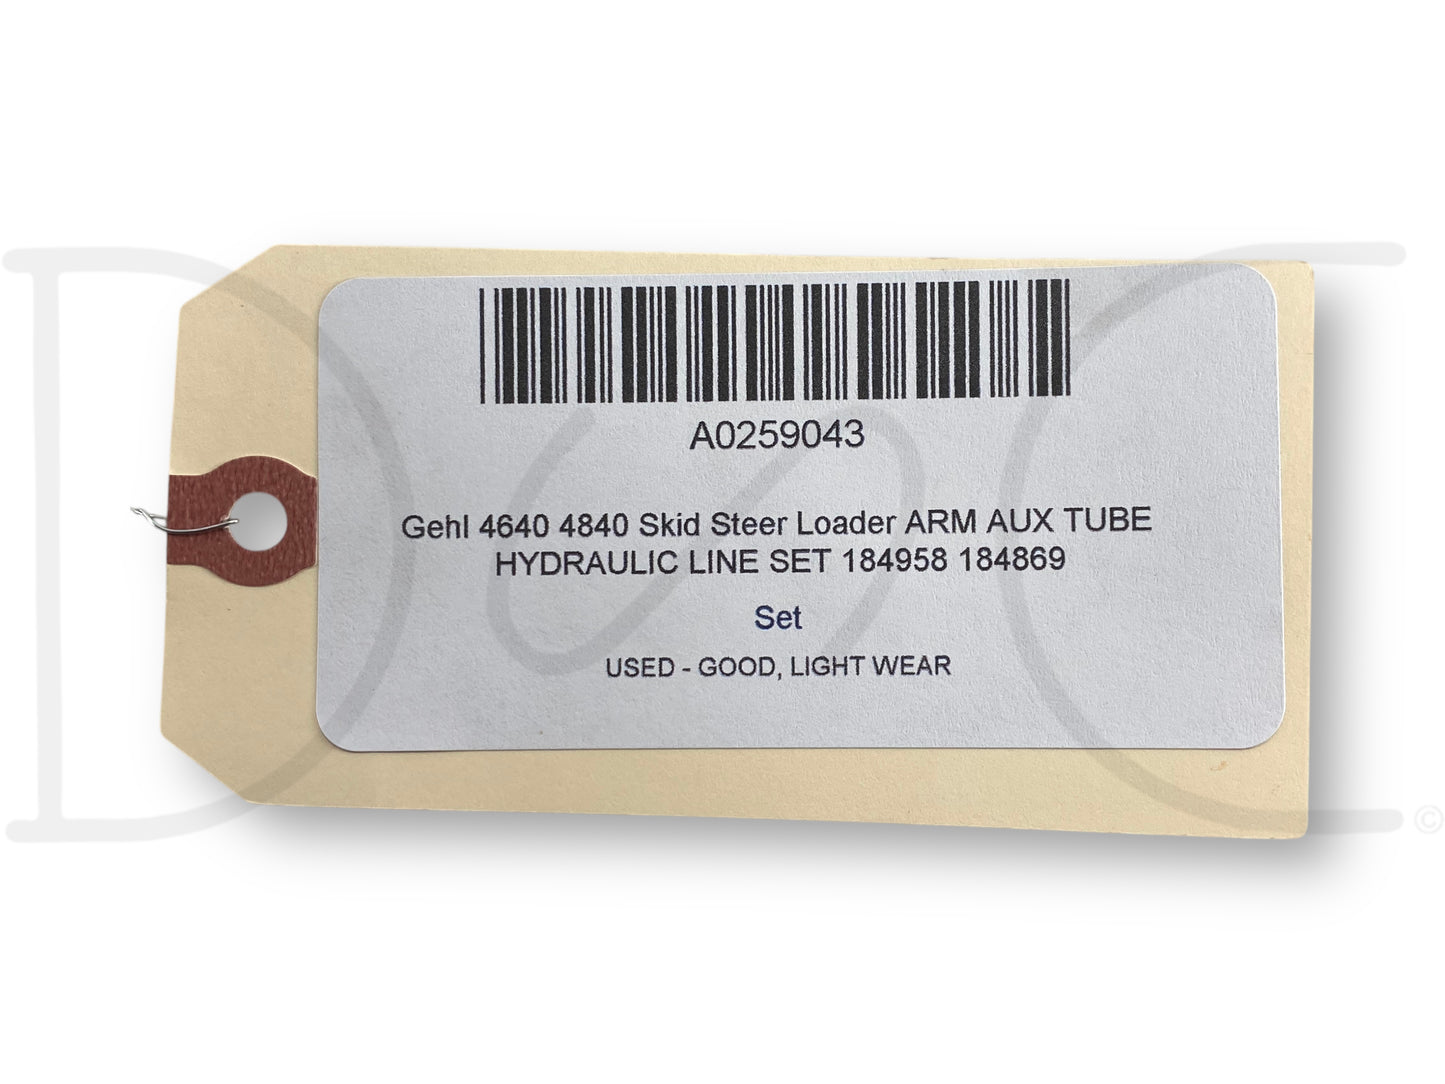 A0259043
Gehl 4640 4840 Skid Steer Loader ARM AUX TUBE
HYDRAULIC LINE SET 184958 184869
Set
USED - GOOD, LIGHT WEAR
©